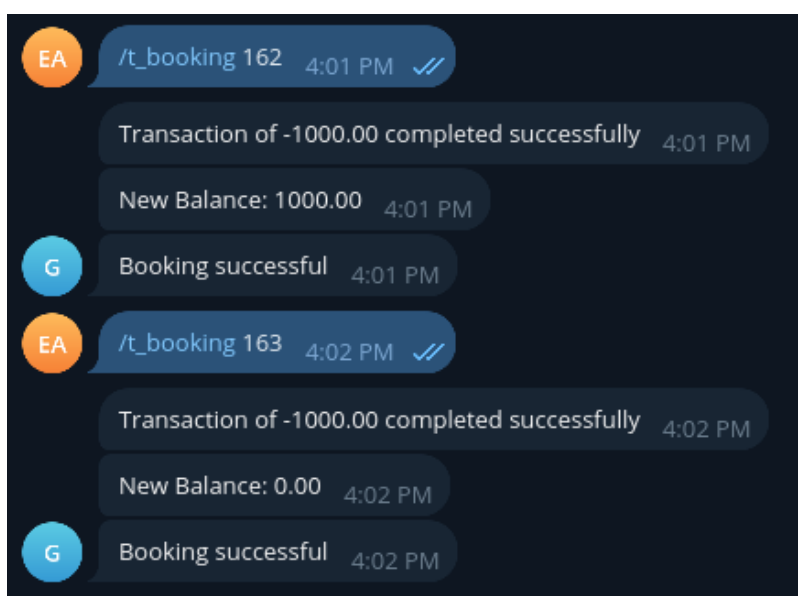 EA
/t_booking 162 4:01 PM
Transaction of -1000.00 completed successfully 4:01 PM
New Balance: 1000.00 4:01 PM
G
Booking successful 4:01 PM
EA
/t_booking 163 4:02 PM
Transaction of -1000.00 completed successfully 4:02 PM
New Balance: 0.00 4:02 PM
G
Booking successful 4:02 PM